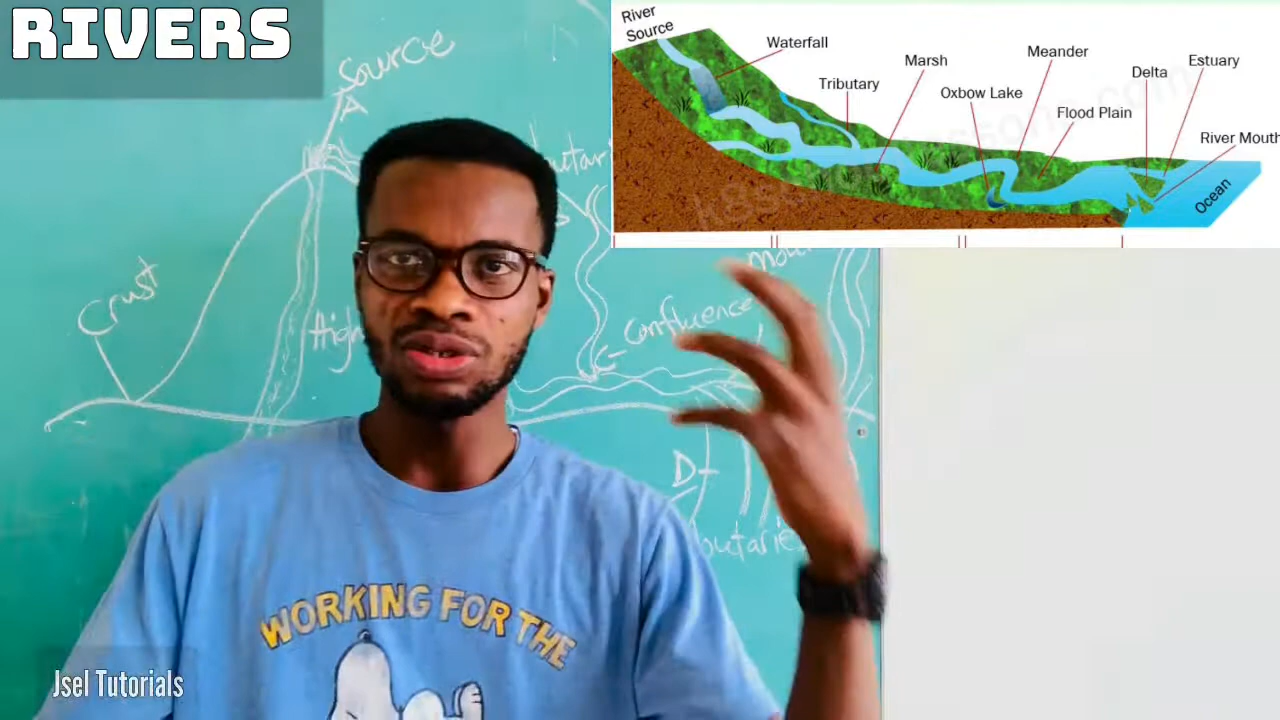 RIVERS
River
Source
Waterfall
Tributary
Marsh
Oxbow Lake
Meander
Flood Plain
Delta
Estuary
River Mouth
Ocean
Source
A
Crust
Confluence
C
D
WORKING FOR THE
Jsel Tutorials